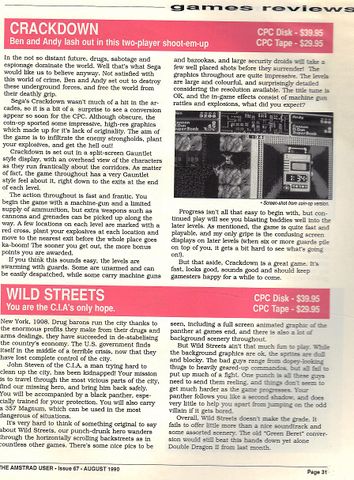 games reviews
CRACKDOWN
Ben and Andy lash out in this two-player shoot-em-up
CPC Disk - $39.95
CPC Tape - $29.95
In the not so distant future, drugs, sabotage and
espionage dominate the world. Well that's what Sega
would like us to believe anyway. Not satisfied with
this world of crime, Ben and Andy set out to destroy
these underground forces, and free the world from
their deathly grip.
Sega's Crackdown wasn't much of a hit in the arc-
ades, so it is a bit of a surprise to see a conversion
appear so soon for the CPC. Although obscure, the
coin-op sported some impressive, high-res graphics
which made up for it's lack of originality. The aim of
the game is to infiltrate the enemy strongholds, plant
your explosives, and get the hell out!
Crackdown is set out in a split-screen Gauntlet
style display, with an overhead view of the characters
as they run frantically about the corridors. As matter
of fact, the game throughout has a very Gauntlet
style feel about it, right down to the exits at the end
of each level.
The action throughout is fast and frantic. You
begin the game with a machine-gun and a limited
supply of ammunition, but extra weapons such as
cannons and grenades can be picked up along the
way. A few locations on each level are marked with a
red cross, plant your explosives at each location and
move to the nearest exit before the whole place goes
ka-boom! The sooner you get out, the more bonus
points you are awarded.
If you think this sounds easy, the levels are
swarming with guards. Some are unarmed and can
be easily despatched, while some carry machine guns
and bazookas, and large security droids will take a
few well placed shots before they surrender! The
graphics throughout are quite impressive. The levels
are large and colourful, and surprisingly detailed
considering the resolution available. The title tune is
OK, and the in-game effects consist of machine gun
rattles and explosions, what did you expect?
• Screen-shot from coin-op version.
Progress isn't all that easy to begin with, but con-
tinued play will see you blasting baddies well into the
later levels. As mentioned, the game is quite fast and
playable, and my only gripe is the confusing screen
displays on later levels (when six or more guards pile
on top of you, it gets a bit hard to see what's going
on!).
But that aside, Crackdown is a great game. It's
fast, looks good, sounds good and should keep
gamesters happy for a while to come.
WILD STREETS
You are the C.I.A's only hope.
CPC Disk - $39.95
CPC Tape - $29.95
New York, 1998. Drug barons run the city thanks to
the enormous profits they make from their drugs and
arms dealings, they have succeeded in de-stabilising
the country's economy. The U.S. government finds
itself in the middle of a terrible crisis, now that they
have lost complete control of the city.
John Steven of the C.I.A, a man trying hard to
clean up the city, has been kidnapped! Your mission
is to travel through the most vicious parts of the city,
find our missing hero, and bring him back safely.
You will be accompanied by a black panther, espe-
cially trained for your protection. You will also carry
a 357 Magnum, which can be used in the most
dangerous of situations.
It's very hard to think of something original to say
about Wild Streets, our punch-drunk hero wanders
through the horizontally scrolling backstreets as in
countless other games. There's some nice pics to be
seen, including a full screen animated graphic of the
panther at games end, and there is also a lot of
background scenery throughout.
But Wild Streets ain't that much fun to play. While
the background graphics are ok, the sprites are dull
and blocky. The bad guys range from dopey-looking
thugs to heavily geared-up commandos, but all fail to
put up much of a fight. One punch is all these guys
need to send them reeling, and things don't seem to
get much harder as the game progresses. Your
panther follows you like a second shadow, and does
very little to help you apart from jumping on the odd
villain if it gets bored.
Overall, Wild Streets doesn't make the grade, it
fails to offer little more than a nice soundtrack and
some assorted scenery. The old "Green Beret" conver-
sion would still beat this hands down yet alone
Double Dragon II from last month.
THE AMSTRAD USER - Issue 67 - AUGUST 1990
Page 31